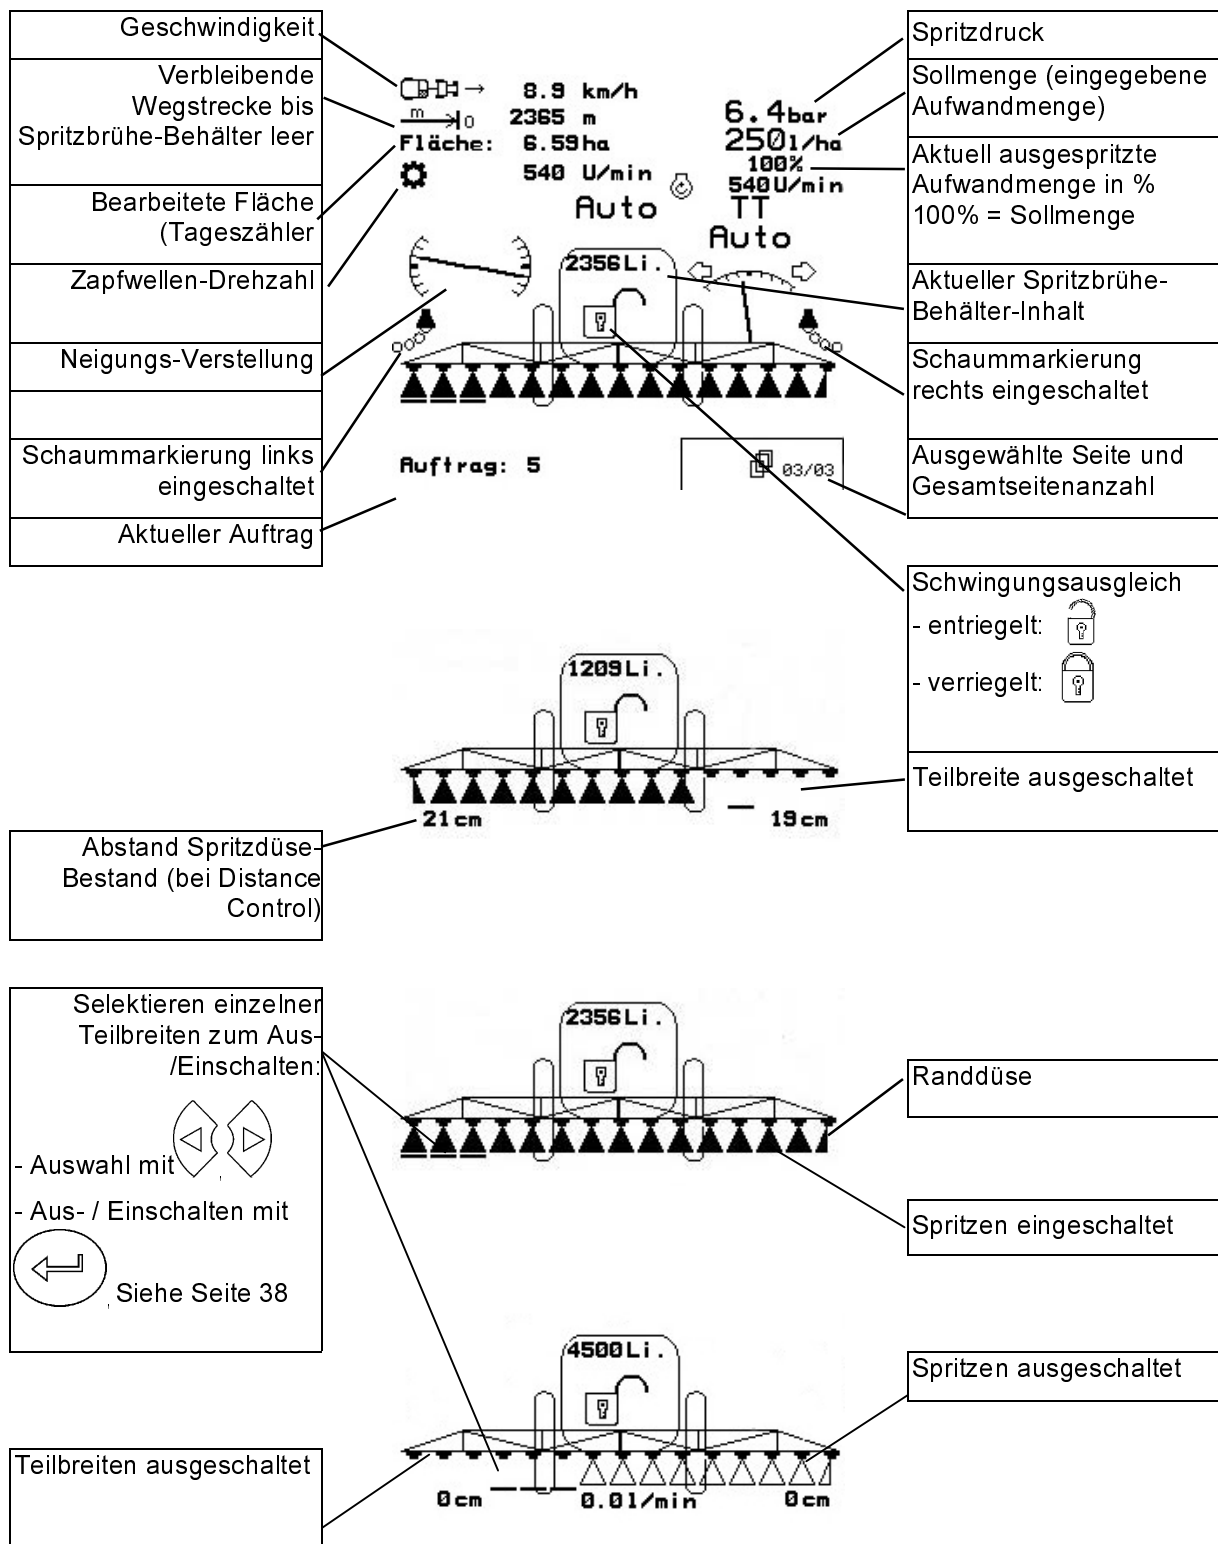 Geschwindigkeit
Verbleibende
Wegstrecke bis
Spritzbrühe-Behälter leer
Bearbeitete Fläche
(Tageszähler
Zapfwellen-Drehzahl
Neigungs-Verstellung
Schaummarkierung links
eingeschaltet
Aktueller Auftrag
8.9 km/h
m 0 2365 m
Fläche: 6.59ha
540 U/min
Auto
6.4bar
250l/ha
100%
540U/min
TT
Auto
2356Li.
Auftrag: 5
03/03
Spritzdruck
Sollmenge (eingegebene
Aufwandmenge)
Aktuell ausgespritzte
Aufwandmenge in %
100% = Sollmenge
Aktueller Spritzbrühe-
Behälter-Inhalt
Schaummarkierung
rechts eingeschaltet
Ausgewählte Seite und
Gesamtseitenanzahl
Schwingungsausgleich
- entriegelt:
- verriegelt:
Teilbreite ausgeschaltet
1209Li.
21cm 19cm
Abstand Spritzdüse-
Bestand (bei Distance
Control)
Selektieren einzelner
Teilbreiten zum Aus-
/Einschalten:
- Auswahl mit ,
- Aus- / Einschalten mit
, Siehe Seite 38
2356Li.
Randdüse
Spritzen eingeschaltet
4500Li.
0cm 0.0l/min 0cm
Spritzen ausgeschaltet
Teilbreiten ausgeschaltet